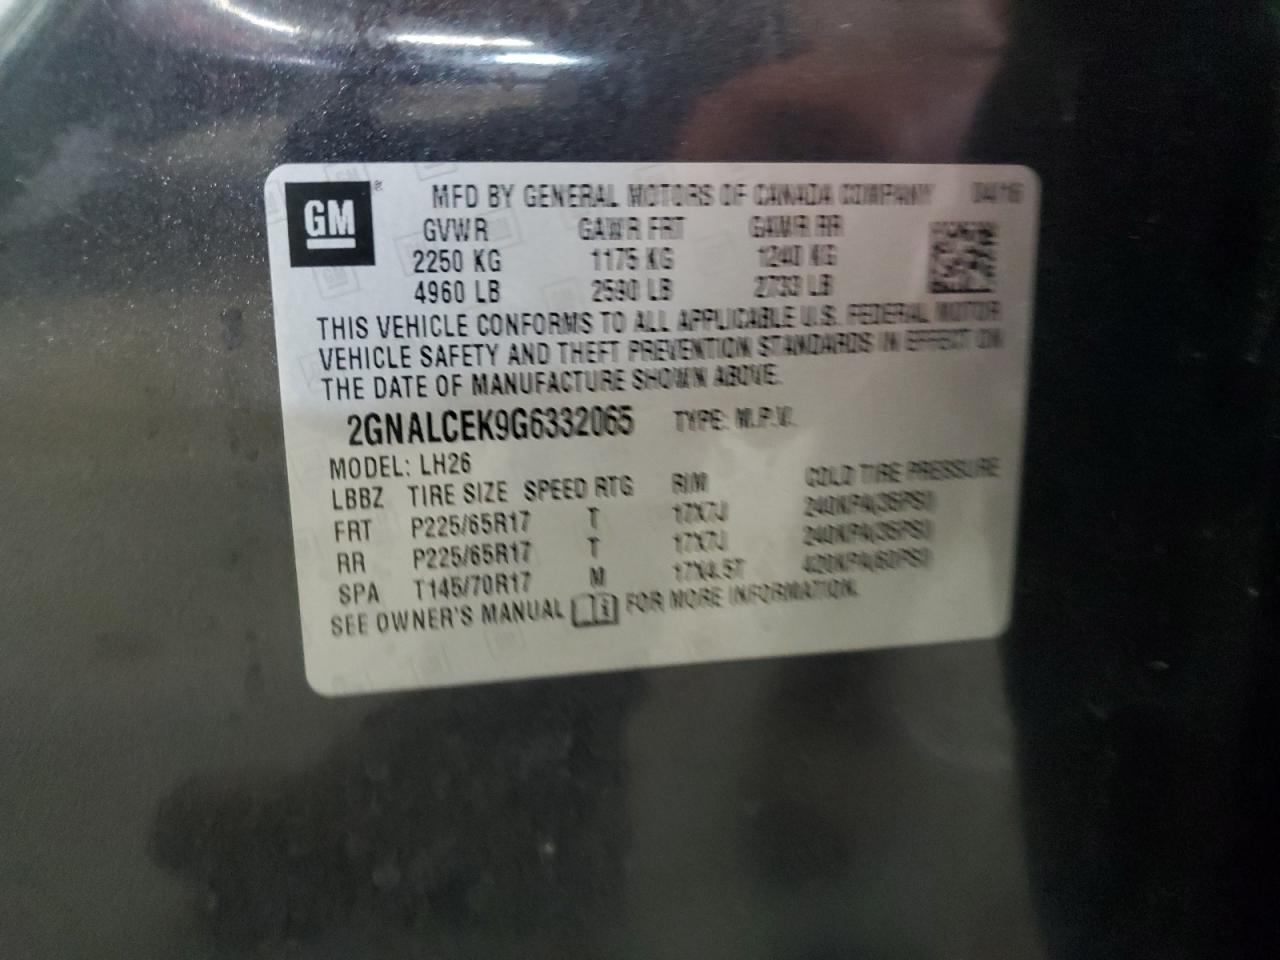 GM ® MFD BY GENERAL MOTORS OF CANADA COMPANY 04/16
GVWR GAWR FRT GAWR RR
2250 KG 1175 KG 1240 KG
4960 LB 2590 LB 2733 LB
THIS VEHICLE CONFORMS TO ALL APPLICABLE U.S. FEDERAL MOTOR
VEHICLE SAFETY AND THEFT PREVENTION STANDARDS IN EFFECT ON
THE DATE OF MANUFACTURE SHOWN ABOVE.
2GNALCEK9G6332065 TYPE: M.P.V.
MODEL: LH26
LBBZ TIRE SIZE SPEED RTG RIM COLD TIRE PRESSURE
FRT P225/65R17 T 17X7J 240KPA(35PSI)
RR P225/65R17 T 17X7J 240KPA(35PSI)
SPA T145/70R17 M 17X4.5T 420KPA(60PSI)
SEE OWNER'S MANUAL FOR MORE INFORMATION.